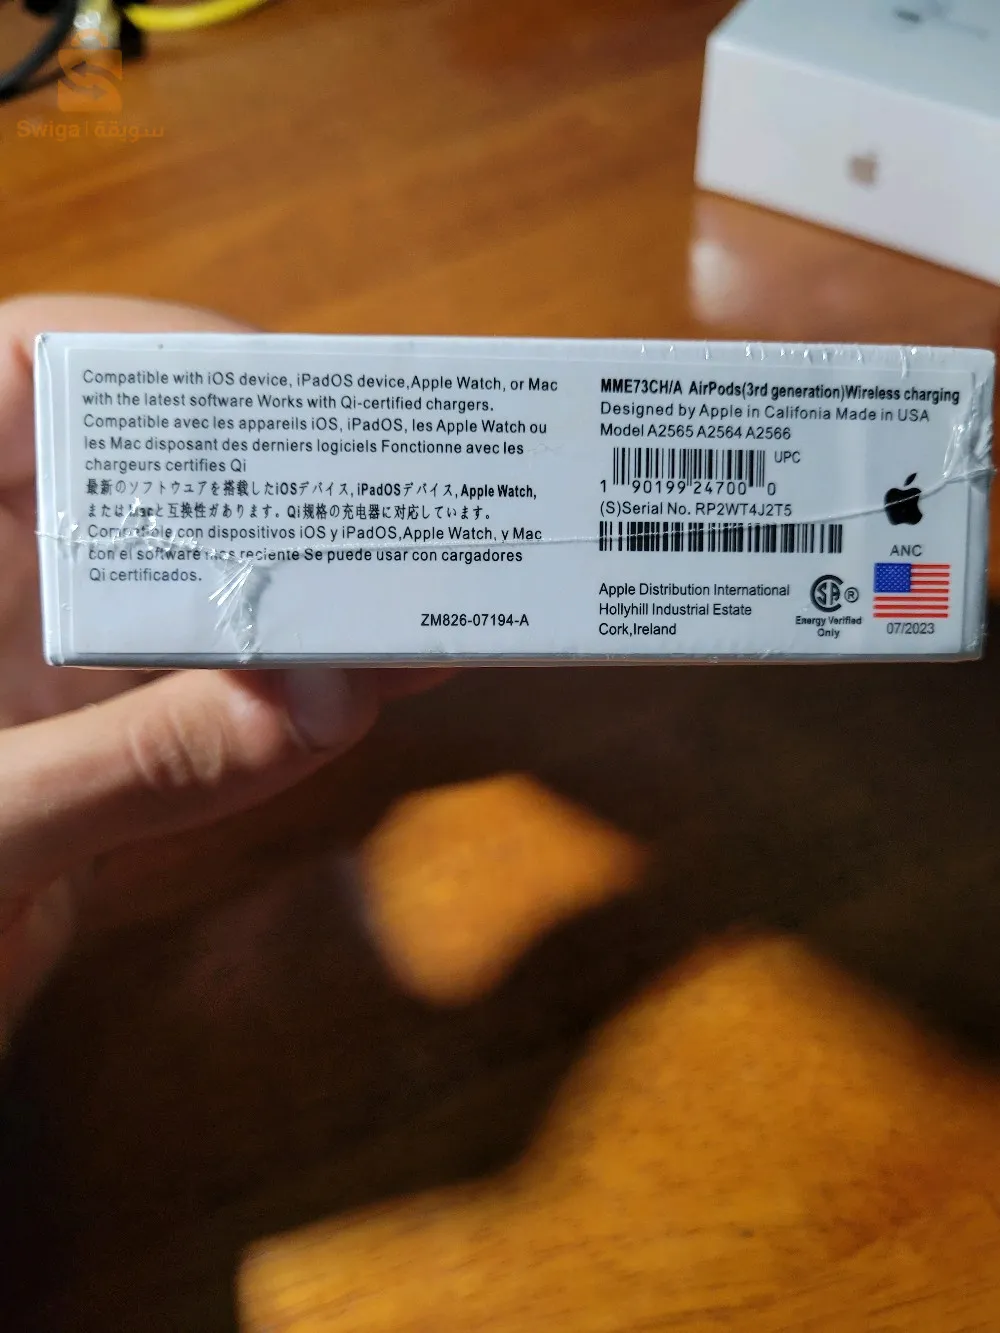 Swiqa | سويقة
Compatible with iOS device, iPadOS device,Apple Watch, or Mac
with the latest software Works with Qi-certified chargers.
Compatible avec les appareils iOS, iPadOS, les Apple Watch ou
les Mac disposant des derniers logiciels Fonctionne avec les
chargeurs certifies Qi
最新のソフトウユアを搭載したiOSデバイス, iPadOSデバイス, Apple Watch,
または Macと互換性があります。Qi規格の充電器に対応しています.
Compatible con dispositivos iOS y iPadOS,Apple Watch, y Mac
con el software mas reciente Se puede usar con cargadores
Qi certificados.
ZM826-07194-A
MME73CH/A AirPods(3rd generation)Wireless charging
Designed by Apple in Califonia Made in USA
Model A2565 A2564 A2566
UPC
1 90199 24700 0
(S)Serial No. RP2WT4J2T5
ANC
Apple Distribution International
Hollyhill Industrial Estate
Cork,Ireland
SA ®
Energy Verified
Only
07/2023